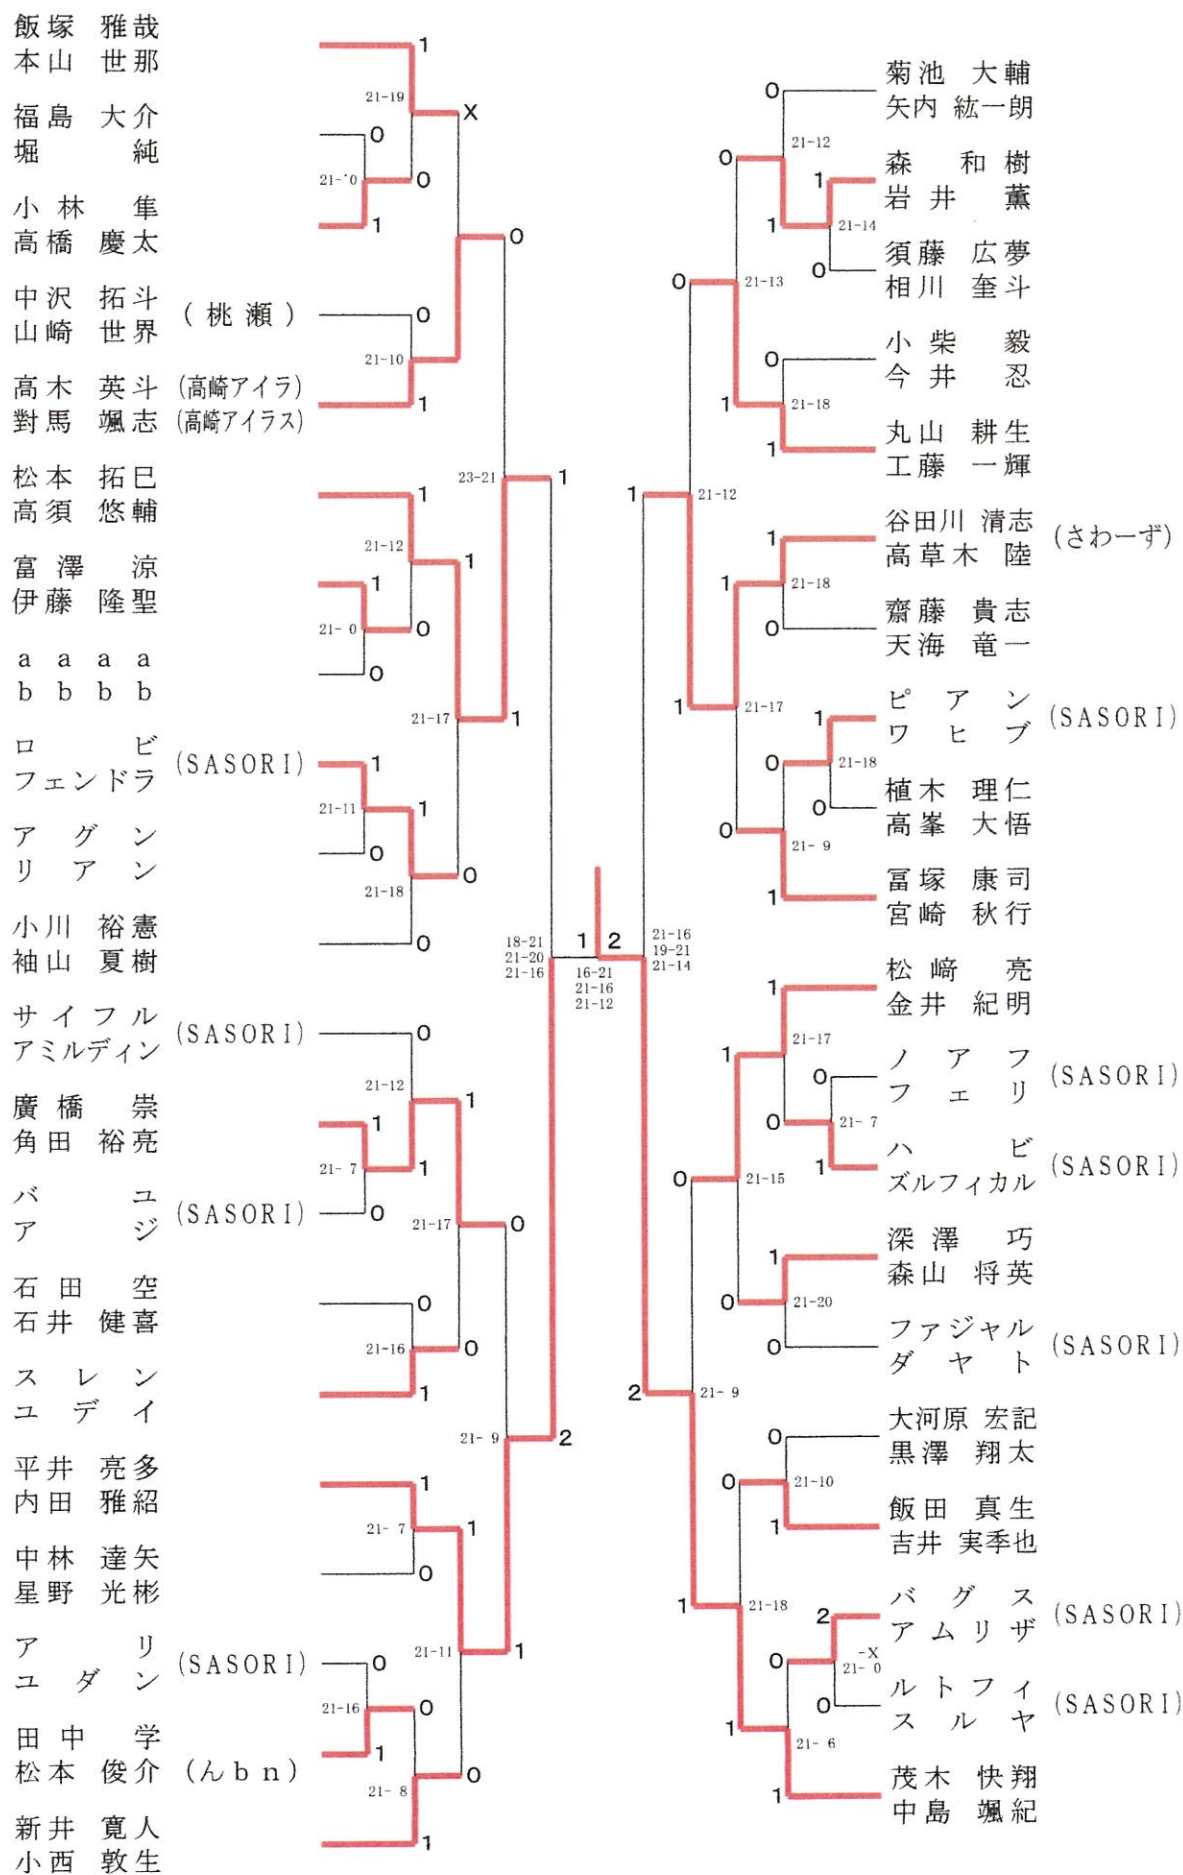 飯塚 雅哉
本山 世那
1
21-19
X
福島 大介
堀 純
0
21-10
0
小林 隼
高橋 慶太
1
0
中沢 拓斗
山崎 世界
(桃瀬)
0
21-10
高木 英斗 (高崎アイラ)
對馬 颯志 (高崎アイラス)
1
23-21
1
松本 拓巳
高須 悠輔
1
21-12
1
富澤 涼
伊藤 隆聖
1
21- 0
0
a a a a
b b b b
0
21-17
1
ロビ
フェンドラ
(SASORI)
1
21-11
1
アグン
リアン
0
21-18
0
小川 裕憲
袖山 夏樹
0
18-21
21-20
21-16
サイフル
アミルディン
(SASORI)
0
21-12
1
廣橋 崇
角田 裕亮
1
21- 7
1
バユ
アジ
(SASORI)
0
21-17
0
石田 空
石井 健喜
0
21-16
0
スレン
ユデイ
1
21- 9
2
平井 亮多
内田 雅紹
1
21- 7
1
中林 達矢
星野 光彬
0
21-11
1
アリ
ユダン
(SASORI)
0
21-16
0
田中 学
松本 俊介 (んbn)
1
21- 8
0
新井 寛人
小西 敦生
1
1 2
16-21
21-16
21-12
菊池 大輔
矢内 紘一朗
0
21-12
0
森 和樹
岩井 薫
1
21-14
1
須藤 広夢
相川 奎斗
0
21-13
0
小柴 毅
今井 忍
0
21-18
1
丸山 耕生
工藤 一輝
1
21-12
1
谷田川 清志
高草木 陸
(さわーず)
1
21-18
1
齋藤 貴志
天海 竜一
0
21-17
1
ピアン
ワヒブ
(SASORI)
1
21-18
0
植木 理仁
高峯 大悟
0
21- 9
0
冨塚 康司
宮崎 秋行
1
21-16
19-21
21-14
松﨑 亮
金井 紀明
1
21-17
1
ノアフ
フェリ
(SASORI)
0
21- 7
0
ハビ
ズルフィカル
(SASORI)
1
21-15
0
深澤 巧
森山 将英
1
21-20
0
ファジャル
ダヤト
(SASORI)
0
21- 9
2
大河原 宏記
黒澤 翔太
0
21-10
0
飯田 真生
吉井 実季也
1
21-18
1
バグス
アムリザ
(SASORI)
2
-X
21- 0
0
ルトフィ
スルヤ
(SASORI)
0
21- 6
1
茂木 快翔
中島 颯紀
1